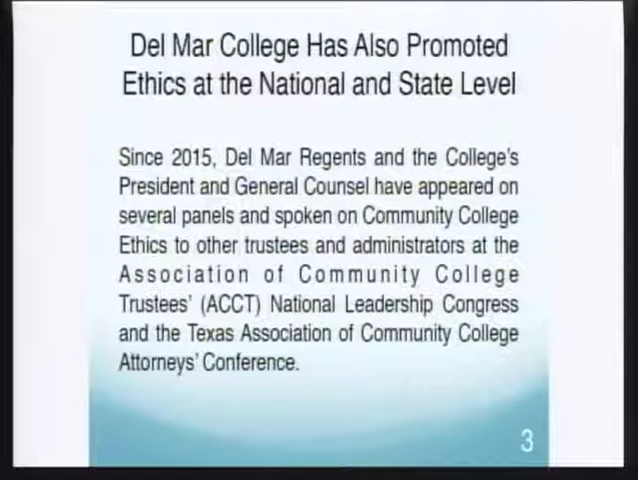 Del Mar College Has Also Promoted
Ethics at the National and State Level
Since 2015, Del Mar Regents and the College's
President and General Counsel have appeared on
several panels and spoken on Community College
Ethics to other trustees and administrators at the
Association of Community College
Trustees' (ACCT) National Leadership Congress
and the Texas Association of Community College
Attorneys' Conference.
3